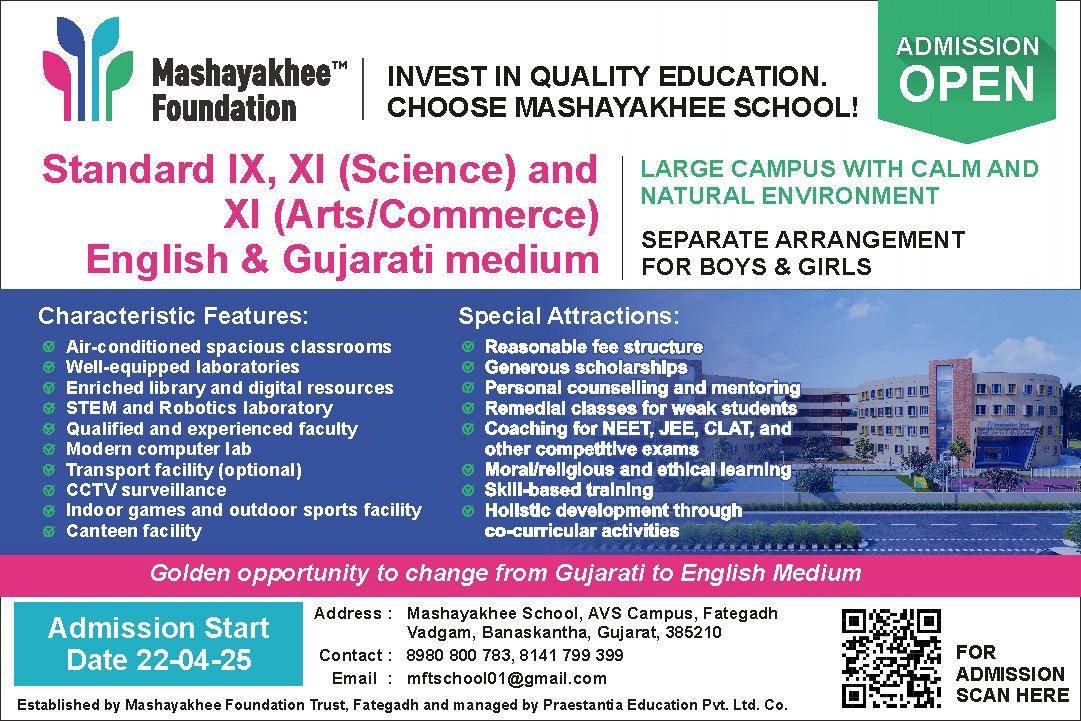 Mashayakhee™
Foundation
INVEST IN QUALITY EDUCATION.
CHOOSE MASHAYAKHEE SCHOOL!
ADMISSION
OPEN
Standard IX, XI (Science) and
XI (Arts/Commerce)
English & Gujarati medium
LARGE CAMPUS WITH CALM AND
NATURAL ENVIRONMENT
SEPARATE ARRANGEMENT
FOR BOYS & GIRLS
Characteristic Features:
Air-conditioned spacious classrooms
Well-equipped laboratories
Enriched library and digital resources
STEM and Robotics laboratory
Qualified and experienced faculty
Modern computer lab
Transport facility (optional)
CCTV surveillance
Indoor games and outdoor sports facility
Canteen facility
Special Attractions:
Reasonable fee structure
Generous scholarships
Personal counselling and mentoring
Remedial classes for weak students
Coaching for NEET, JEE, CLAT, and
other competitive exams
Moral/religious and ethical learning
Skill-based training
Holistic development through
co-curricular activities
Golden opportunity to change from Gujarati to English Medium
Admission Start
Date 22-04-25
Address : Mashayakhee School, AVS Campus, Fategadh
Vadgam, Banaskantha, Gujarat, 385210
Contact : 8980 800 783, 8141 799 399
Email : mftschool01@gmail.com
FOR
ADMISSION
SCAN HERE
Established by Mashayakhee Foundation Trust, Fategadh and managed by Praestantia Education Pvt. Ltd. Co.